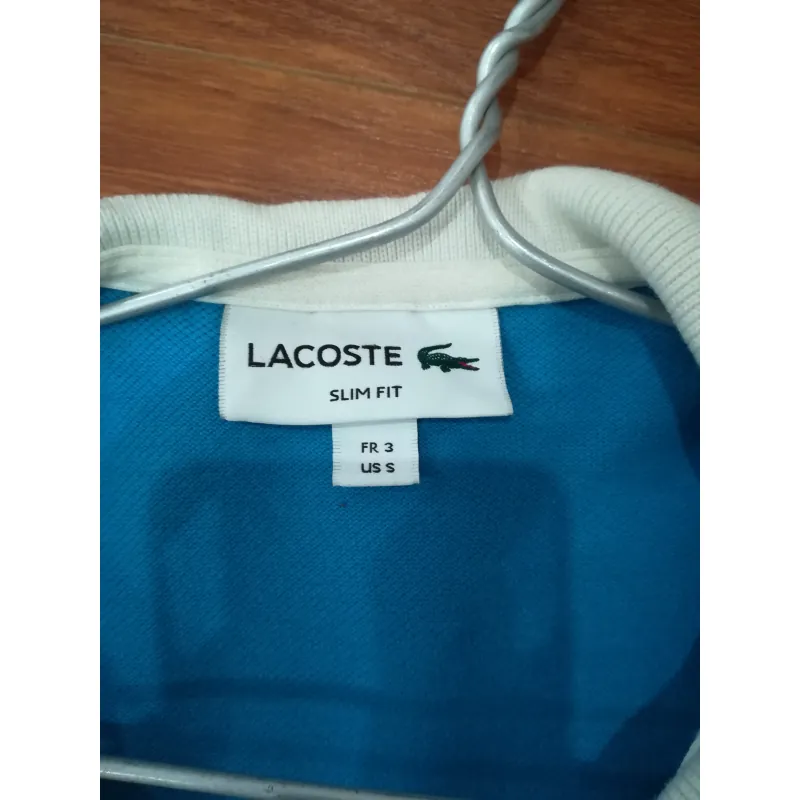 LACOSTE
SLIM FIT
FR 3
US S